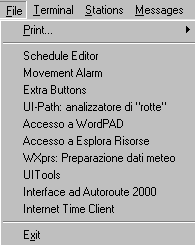 File Terminal Stations Messages
Print...
Schedule Editor
Movement Alarm
Extra Buttons
UI-Path: analizzatore di "rotte"
Accesso a WordPAD
Accesso a Esplora Risorse
WXprs: Preparazione dati meteo
UITools
Interface ad Autoroute 2000
Internet Time Client
Exit